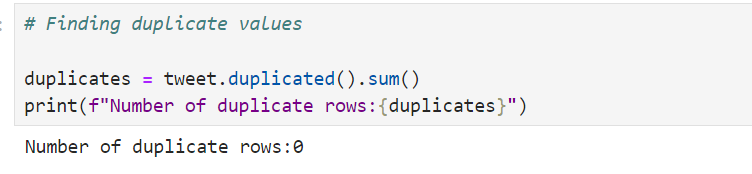 # Finding duplicate values
duplicates = tweet.duplicated().sum()
print(f"Number of duplicate rows:{duplicates}")
Number of duplicate rows:0